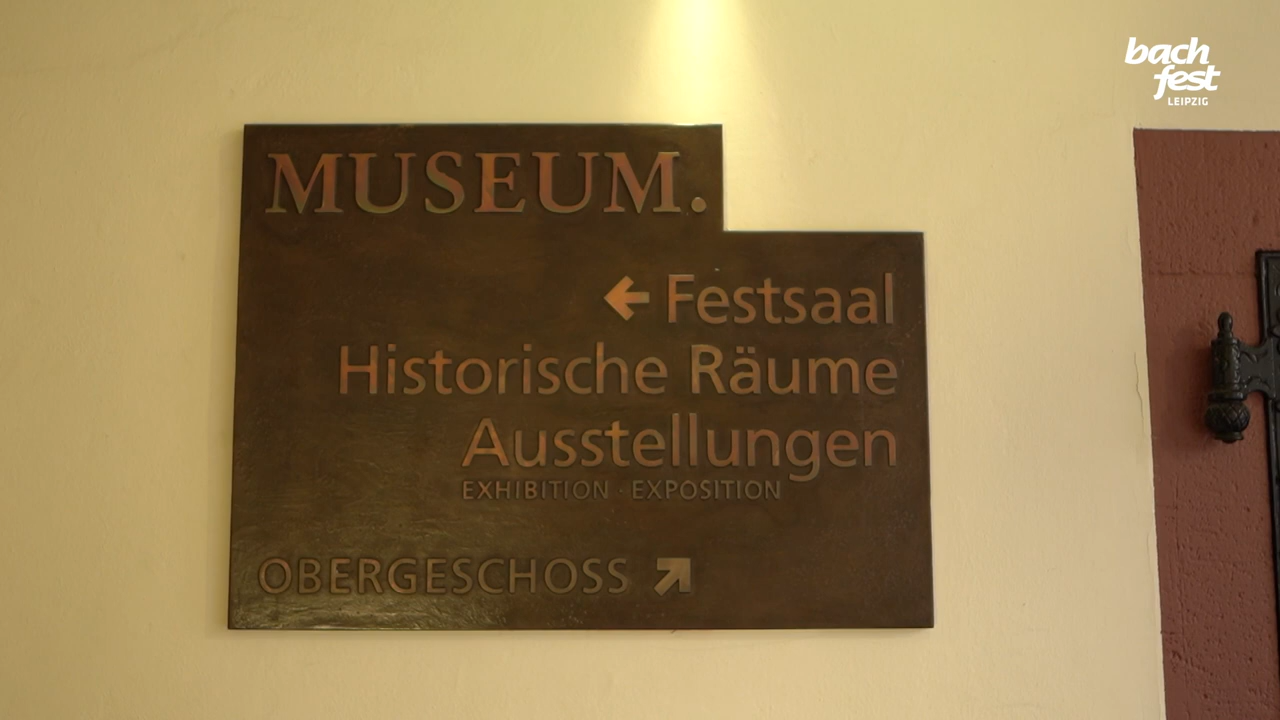 bach
fest
LEIPZIG
MUSEUM.
← Festsaal
Historische Räume
Ausstellungen
EXHIBITION · EXPOSITION
OBERGESCHOSS ↗